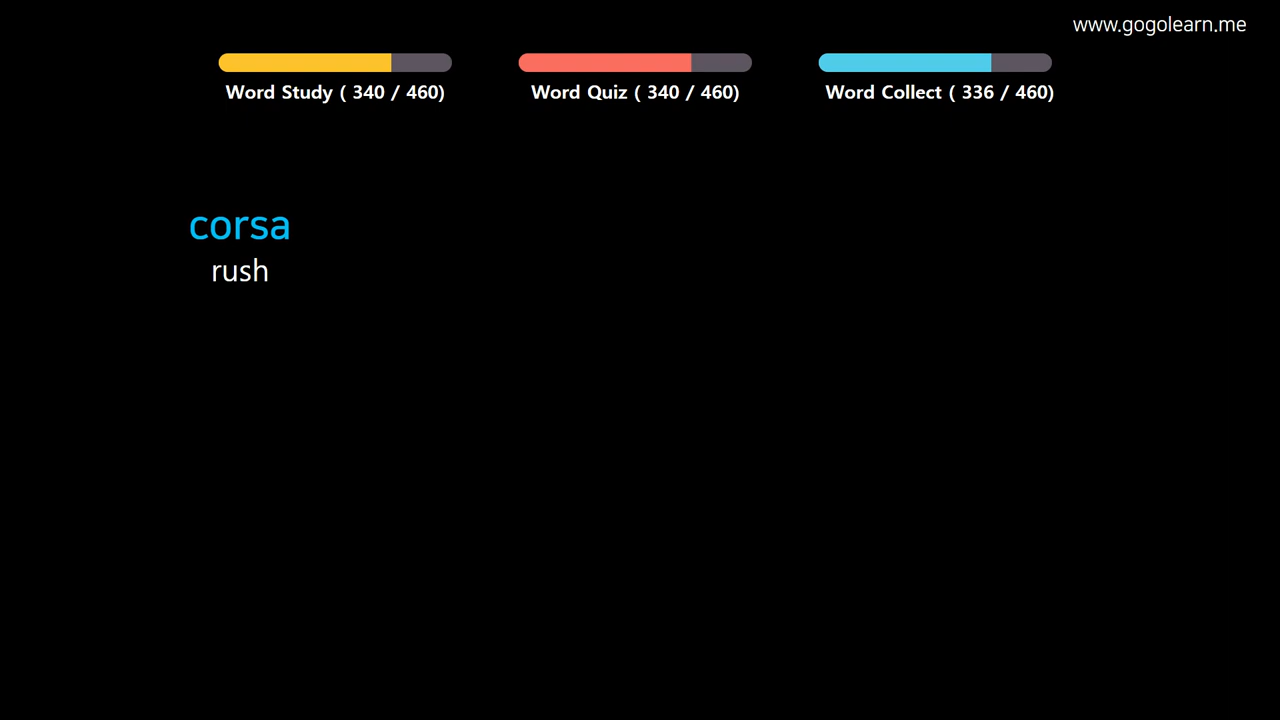 www.gogolearn.me
Word Study ( 340 / 460)
Word Quiz ( 340 / 460)
Word Collect ( 336 / 460)
corsa
rush